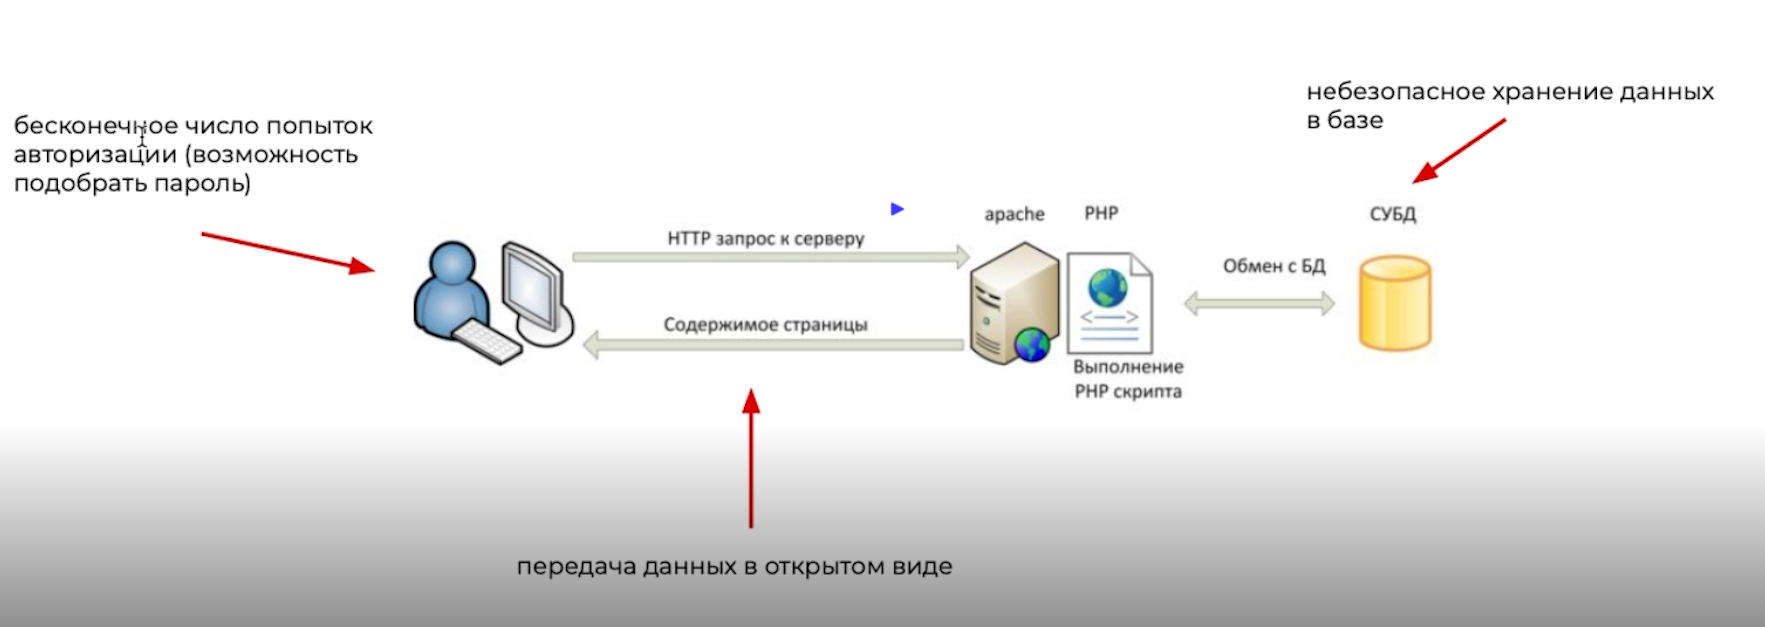 небезопасное хранение данных
в базе
бесконечное число попыток
авторизации (возможность
подобрать пароль)
apache
PHP
СУБД
HTTP запрос к серверу
Обмен с БД
Содержимое страницы
Выполнение
PHP скрипта
передача данных в открытом виде